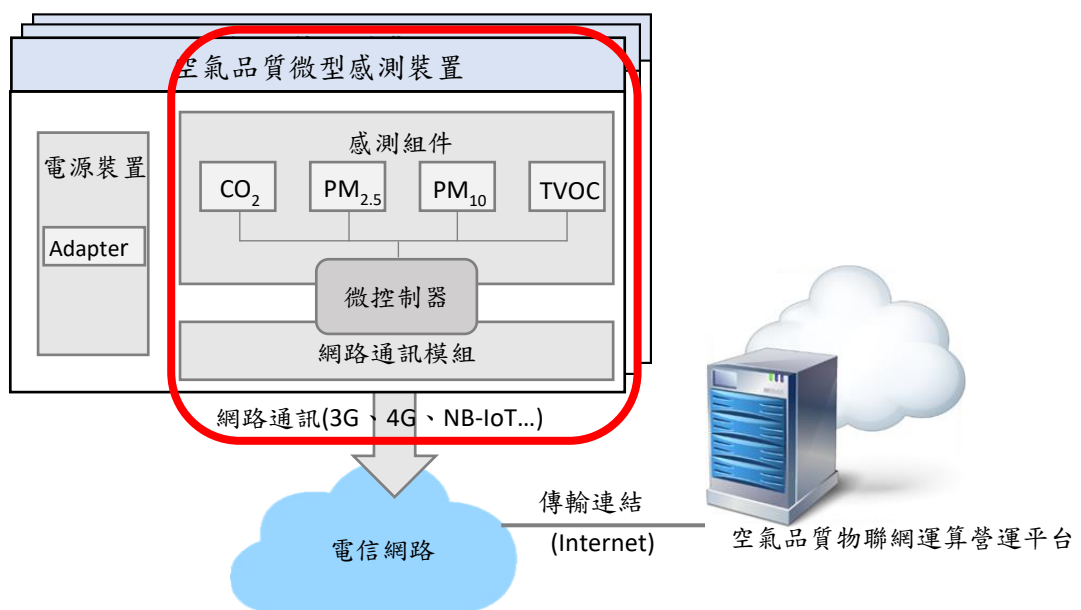 空氣品質微型感測裝置
電源裝置
Adapter
感測組件
CO2
PM2.5
PM10
TVOC
微控制器
網路通訊模組
網路通訊(3G、4G、NB-IoT…)
電信網路
傳輸連結
(Internet)
空氣品質物聯網運算營運平台